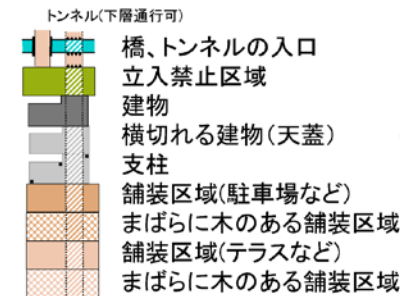 トンネル(下層通行可)
橋、トンネルの入口
立入禁止区域
建物
横切れる建物(天蓋)
支柱
舗装区域(駐車場など)
まばらに木のある舗装区域
舗装区域(テラスなど)
まばらに木のある舗装区域